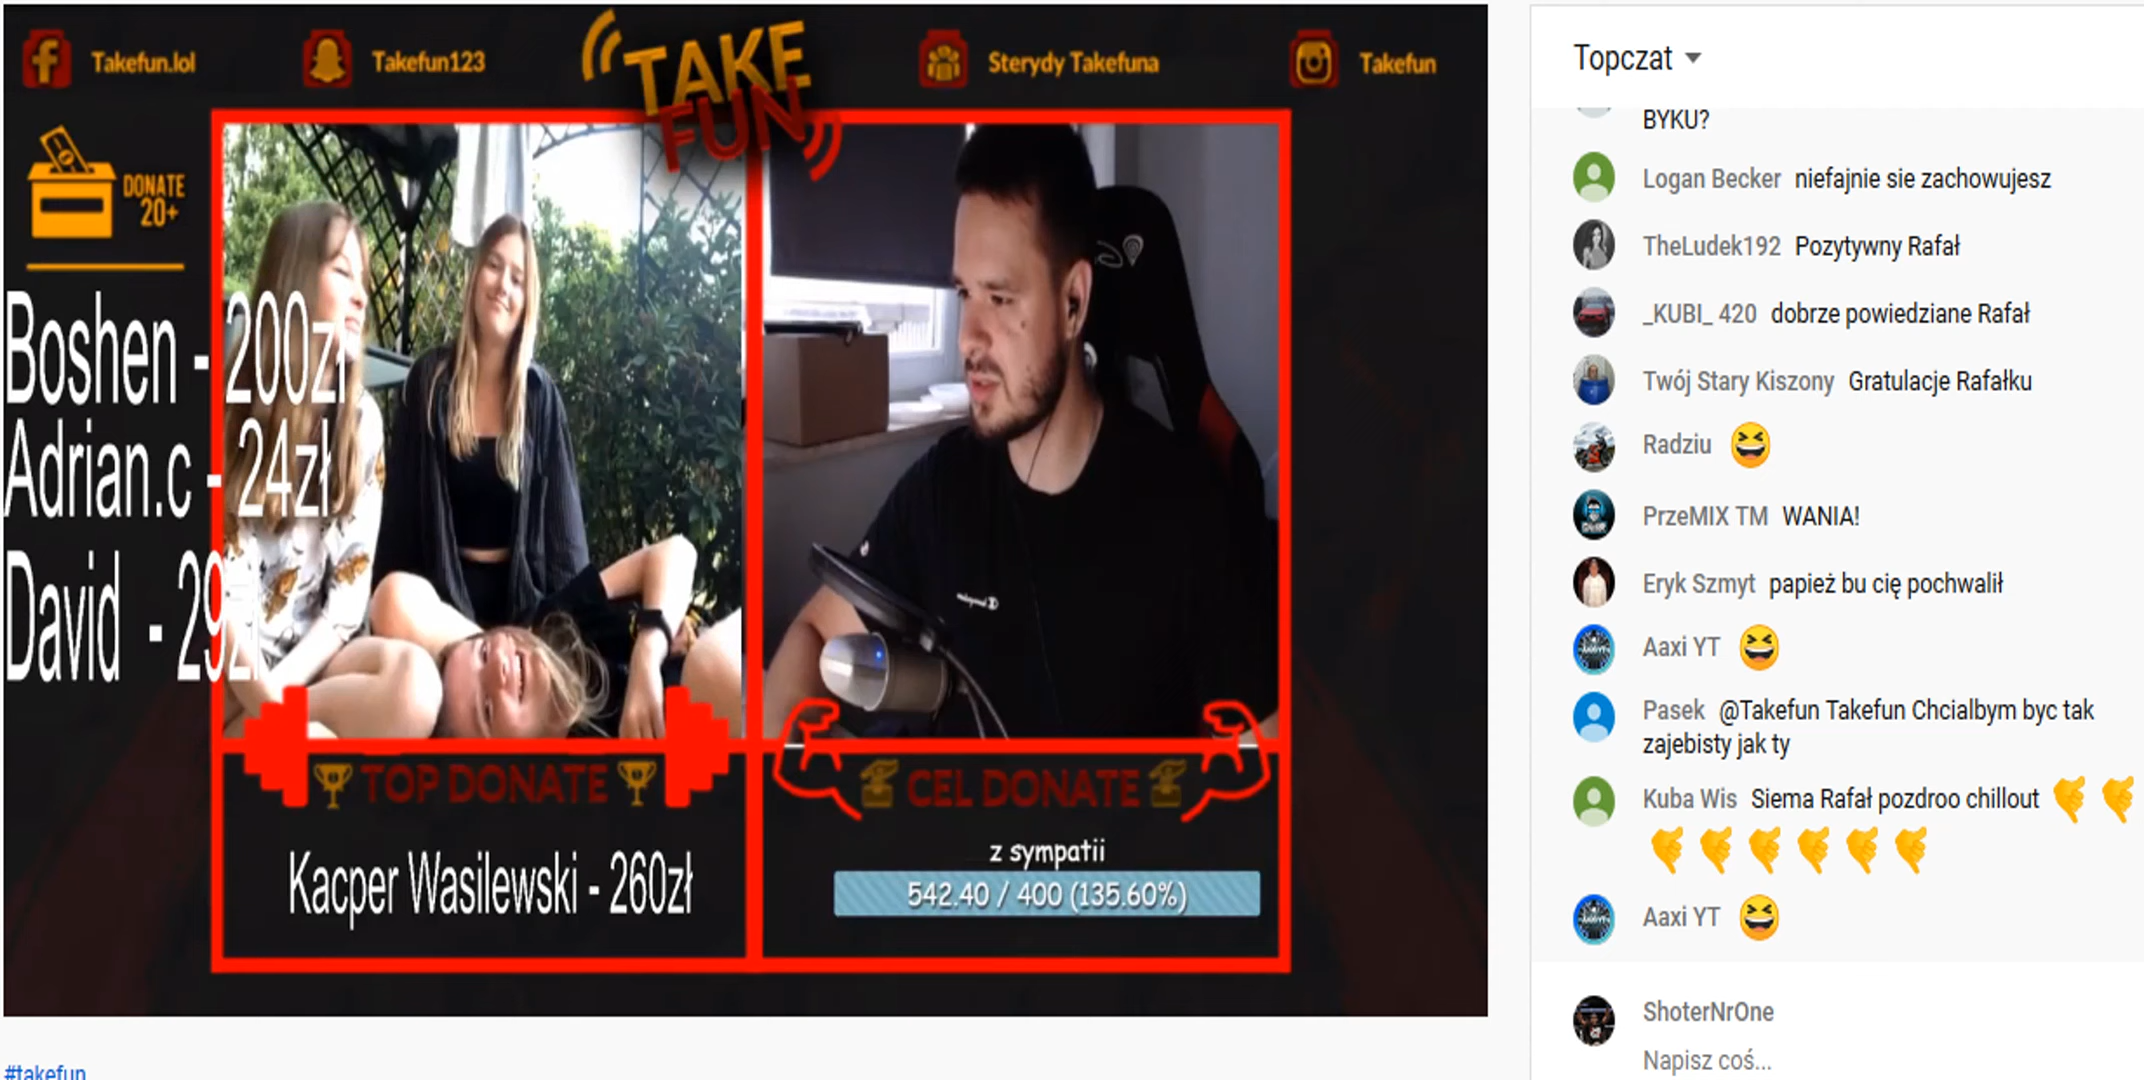 Takefun.lol
Takefun123
TAKE
FUN
Sterydy Takefuna
Takefun
DONATE
20+
Boshen - 200zł
Adrian.c - 24zł
David - 29zł
TOP DONATE
Kacper Wasilewski - 260zł
CEL DONATE
z sympatii
542.40 / 400 (135.60%)
#takefun
Topczat
BYKU?
Logan Becker niefajnie sie zachowujesz
TheLudek192 Pozytywny Rafał
_KUBI_ 420 dobrze powiedziane Rafał
Twój Stary Kiszony Gratulacje Rafałku
Radziu 😆
PrzeMIX TM WANIA!
Eryk Szmyt papież bu cię pochwalił
Aaxi YT 😆
Pasek @Takefun Takefun Chcialbym byc tak
zajebisty jak ty
Kuba Wis Siema Rafał pozdroo chillout 🤙🤙
🤙🤙🤙🤙🤙🤙
Aaxi YT 😆
ShoterNrOne
Napisz coś...